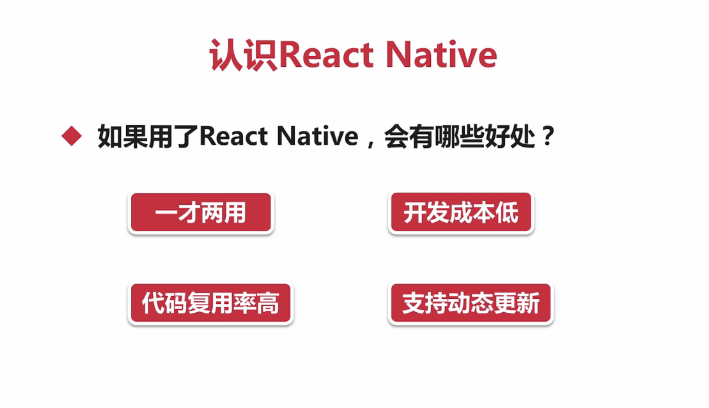 认识React Native
如果用了React Native，会有哪些好处？
一才两用
开发成本低
代码复用率高
支持动态更新